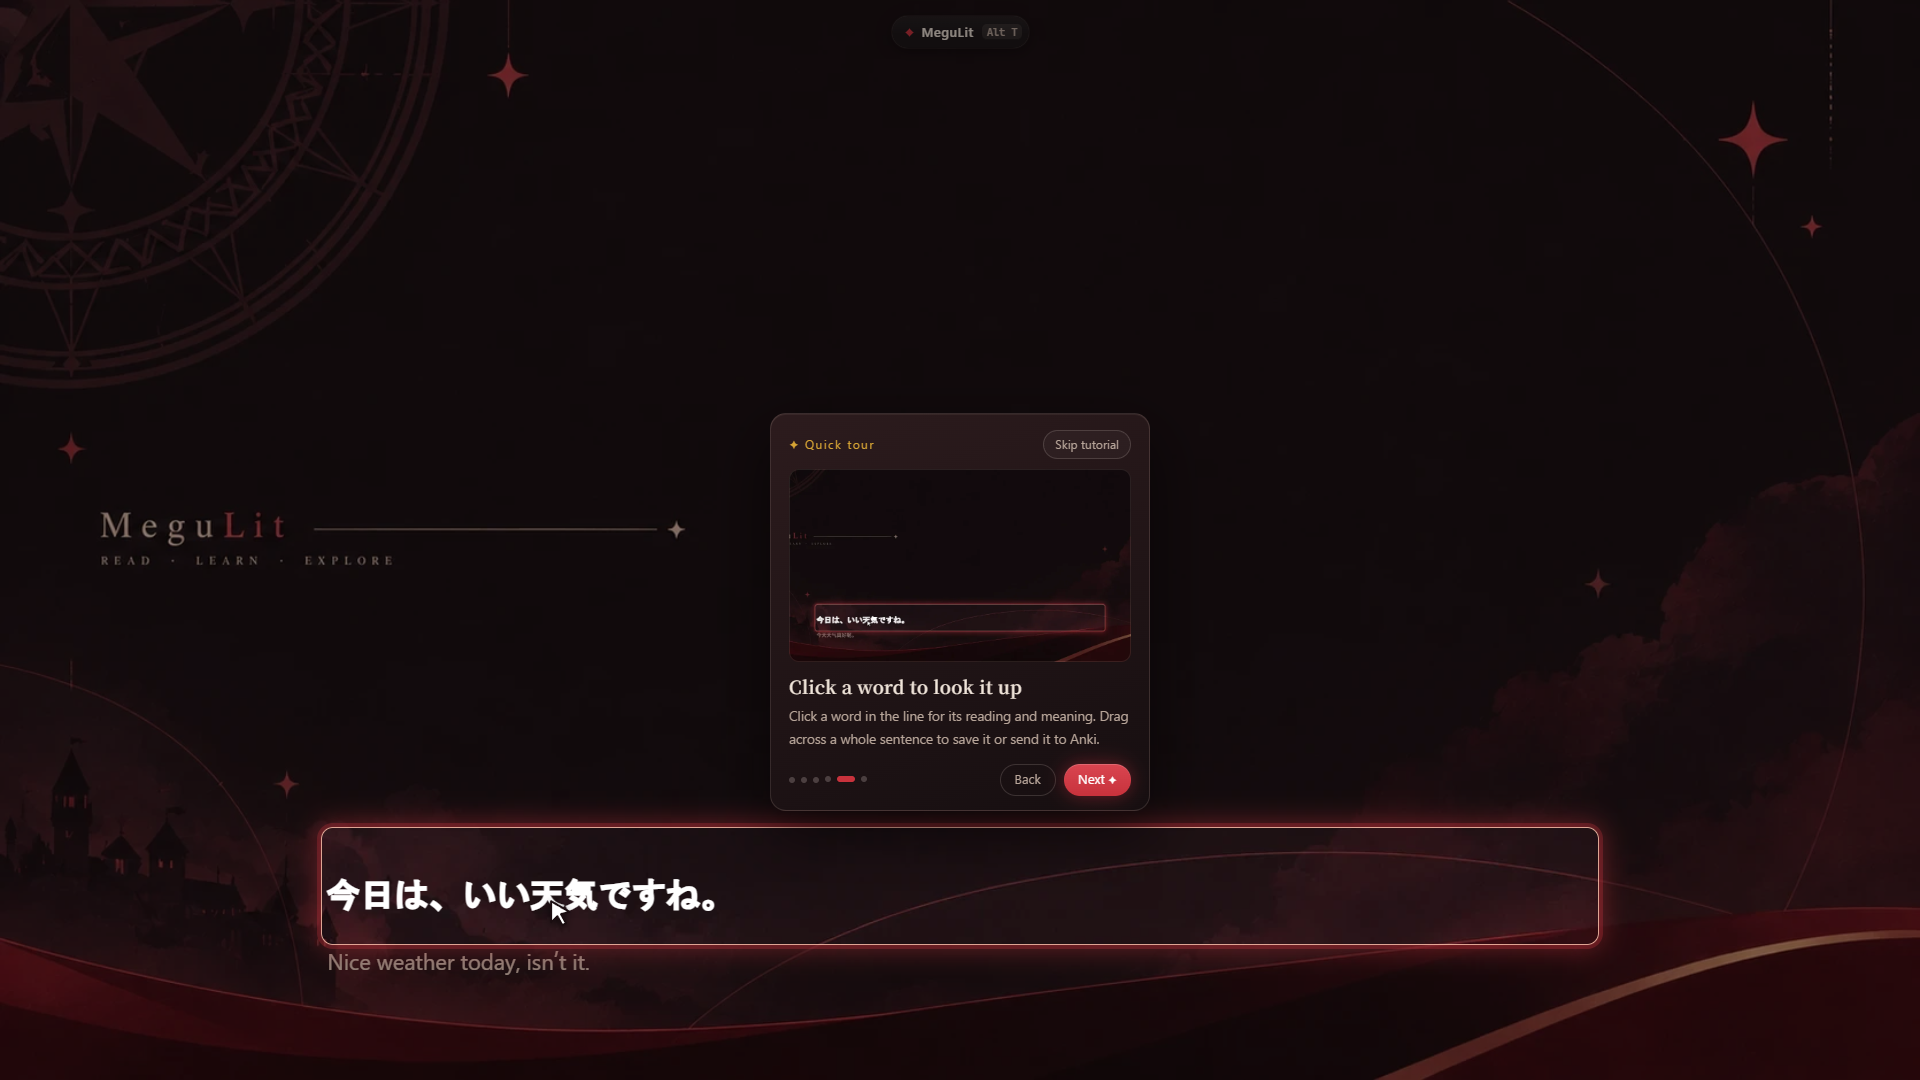 ✦ MeguLit Alt T
✦ Quick tour
Skip tutorial
今日は、いい天気ですね。
Click a word to look it up
Click a word in the line for its reading and meaning. Drag
across a whole sentence to save it or send it to Anki.
Back
Next ✦
MeguLit
READ · LEARN · EXPLORE
今日は、いい天気ですね。
Nice weather today, isn't it.